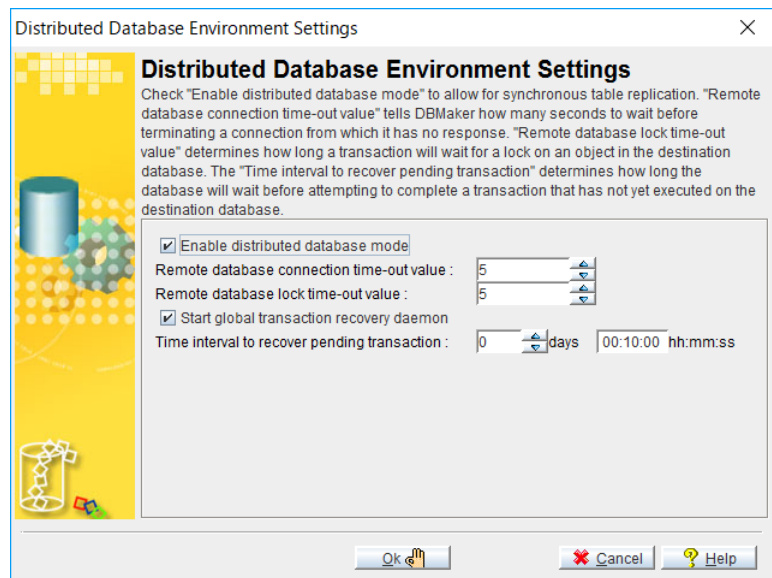 Distributed Database Environment Settings
Distributed Database Environment Settings
Check "Enable distributed database mode" to allow for synchronous table replication. "Remote
database connection time-out value" tells DBMaker how many seconds to wait before
terminating a connection from which it has no response. "Remote database lock time-out
value" determines how long a transaction will wait for a lock on an object in the destination
database. The "Time interval to recover pending transaction" determines how long the
database will wait before attempting to complete a transaction that has not yet executed on the
destination database.
Enable distributed database mode
Remote database connection time-out value : 5
Remote database lock time-out value : 5
Start global transaction recovery daemon
Time interval to recover pending transaction : 0 days 00:10:00 hh:mm:ss
Ok Cancel Help